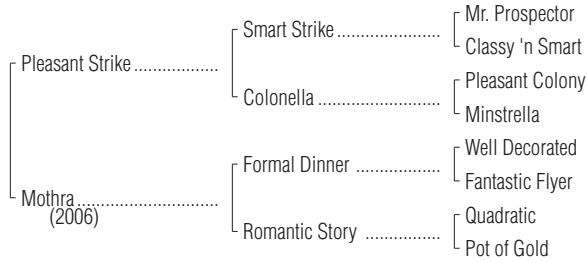 Mr. Prospector
Smart Strike ..................
Classy 'n Smart
Pleasant Strike .................
Pleasant Colony
Colonella ......................
Minstrella
Well Decorated
Formal Dinner ...............
Fantastic Flyer
Mothra............................
(2006)
Quadratic
Romantic Story ..............
Pot of Gold